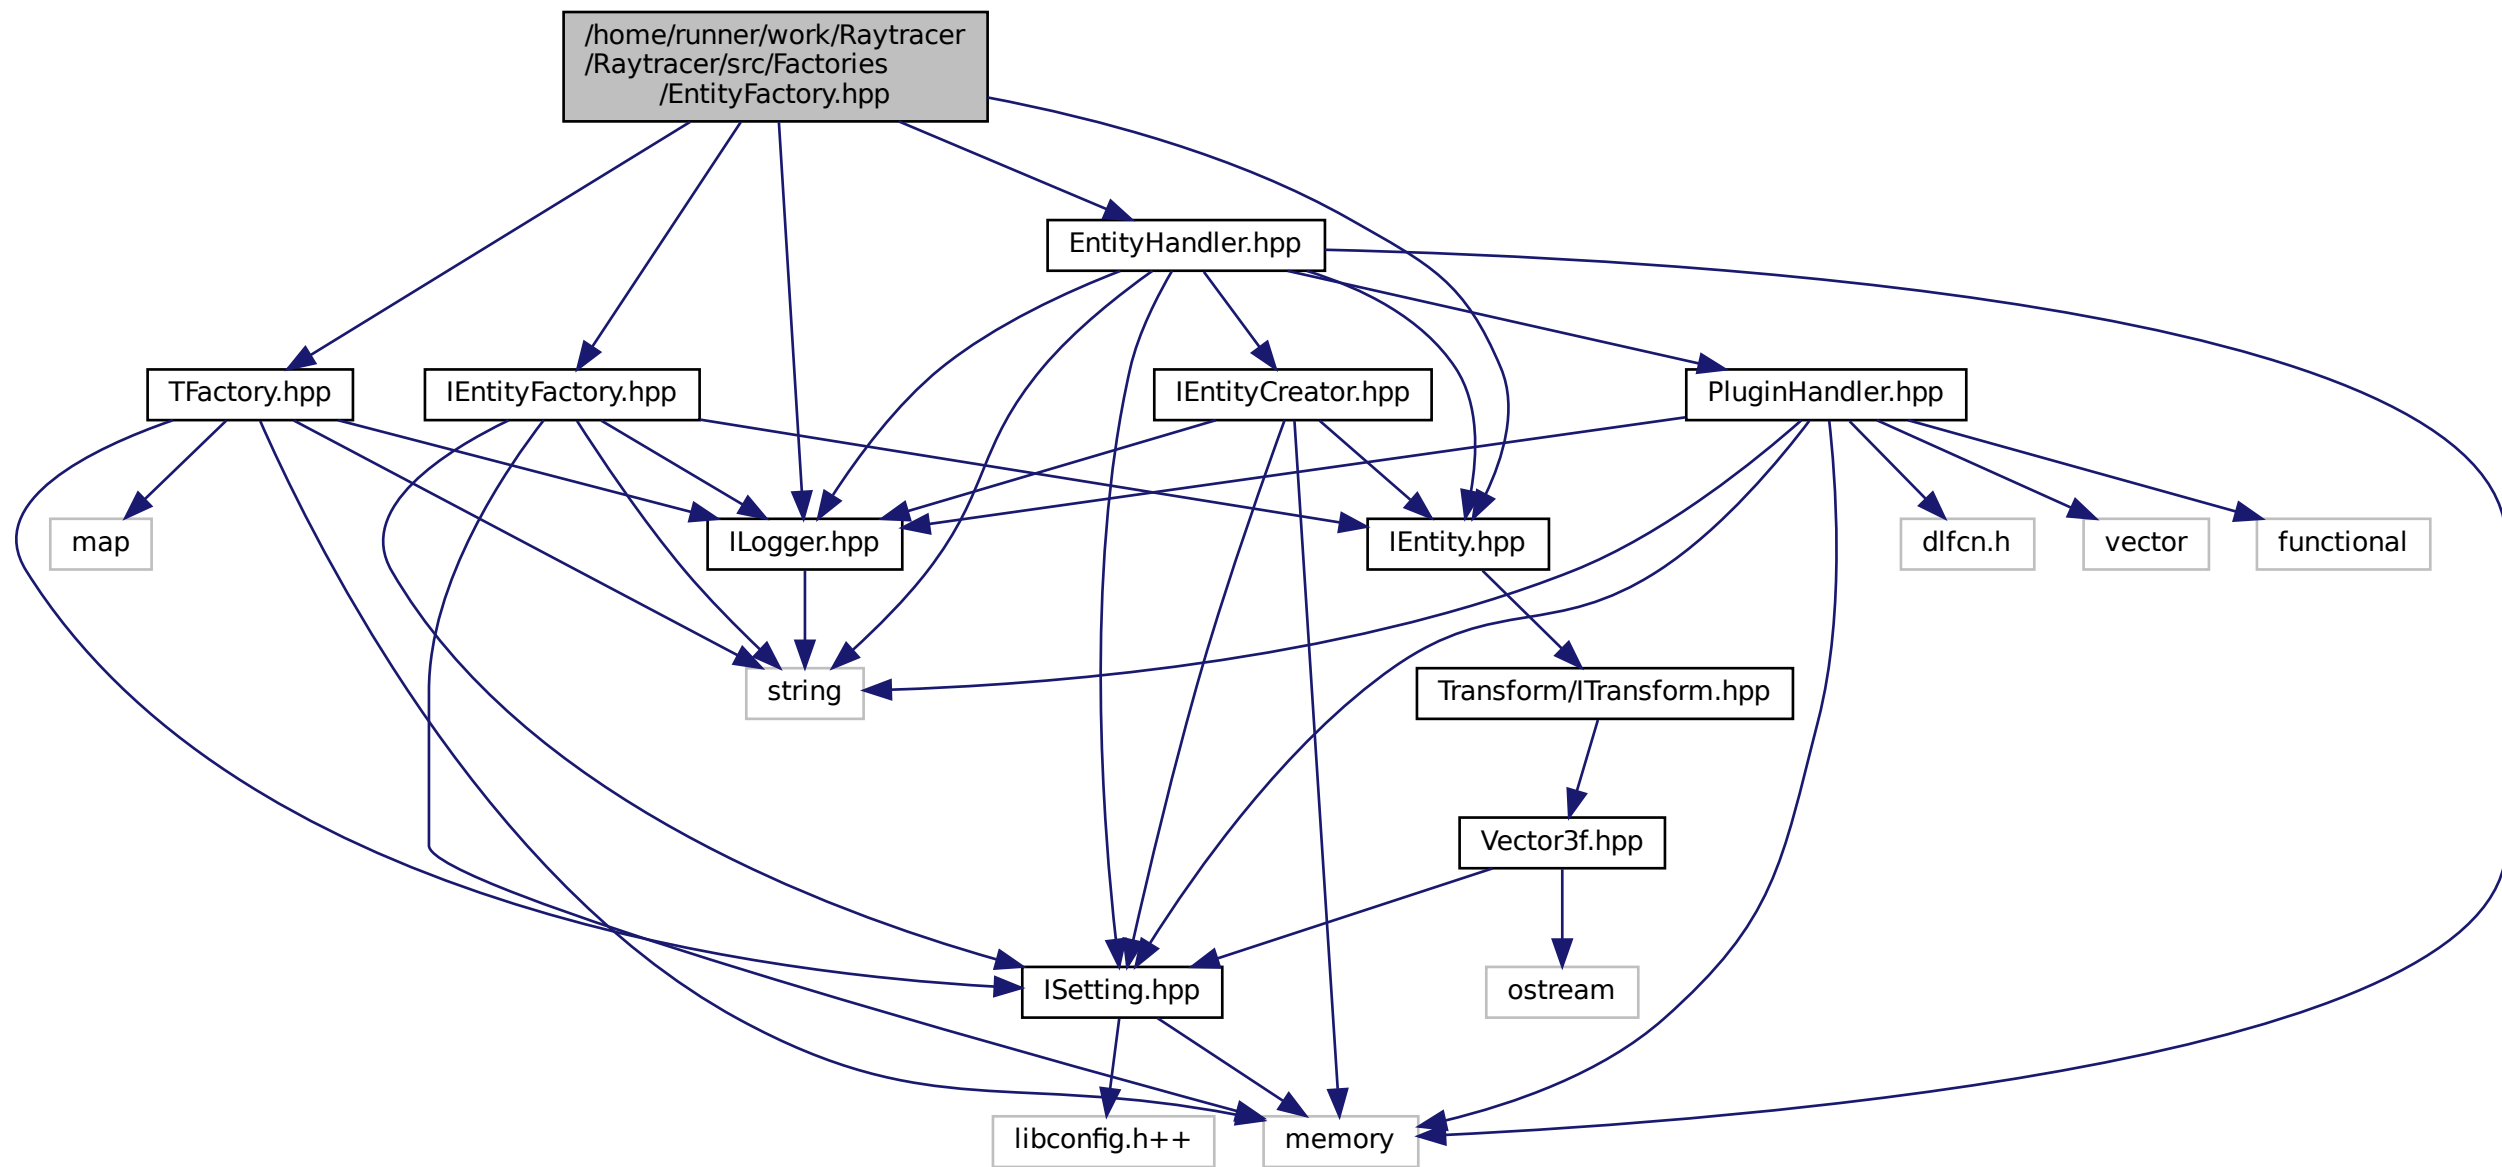 /home/runner/work/Raytracer
/Raytracer/src/Factories
/EntityFactory.hpp
EntityHandler.hpp
TFactory.hpp
IEntityFactory.hpp
IEntityCreator.hpp
PluginHandler.hpp
map
ILogger.hpp
IEntity.hpp
dlfcn.h
vector
functional
string
Transform/ITransform.hpp
Vector3f.hpp
ISetting.hpp
ostream
libconfig.h++
memory